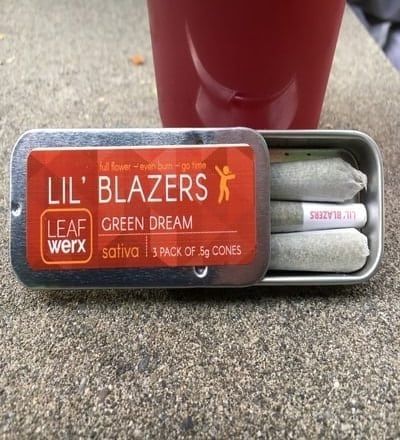 full flower – even burn – go time
LIL' BLAZERS
LEAF
werx
GREEN DREAM
sativa
3 PACK OF .5g CONES
LIL' BLAZERS